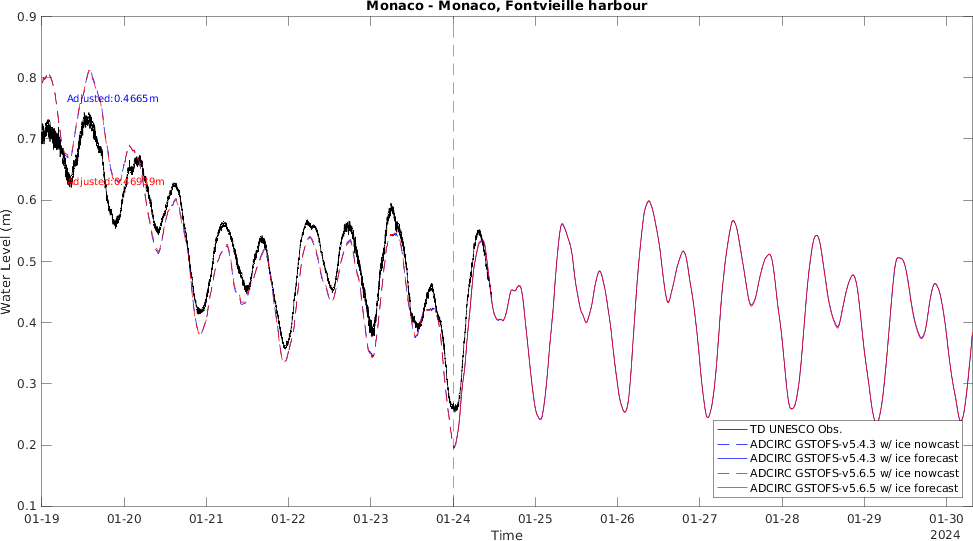 Monaco - Monaco, Fontvieille harbour
0.9
0.8
0.7
0.6
0.5
0.4
0.3
0.2
0.1
Water Level (m)
Adjusted:0.4665m
TD UNESCO Obs.
ADCIRC GSTOFS-v5.4.3 w/ ice nowcast
ADCIRC GSTOFS-v5.4.3 w/ ice forecast
ADCIRC GSTOFS-v5.6.5 w/ ice nowcast
ADCIRC GSTOFS-v5.6.5 w/ ice forecast
01-19 01-20 01-21 01-22 01-23 01-24 01-25 01-26 01-27 01-28 01-29 01-30
2024
Time